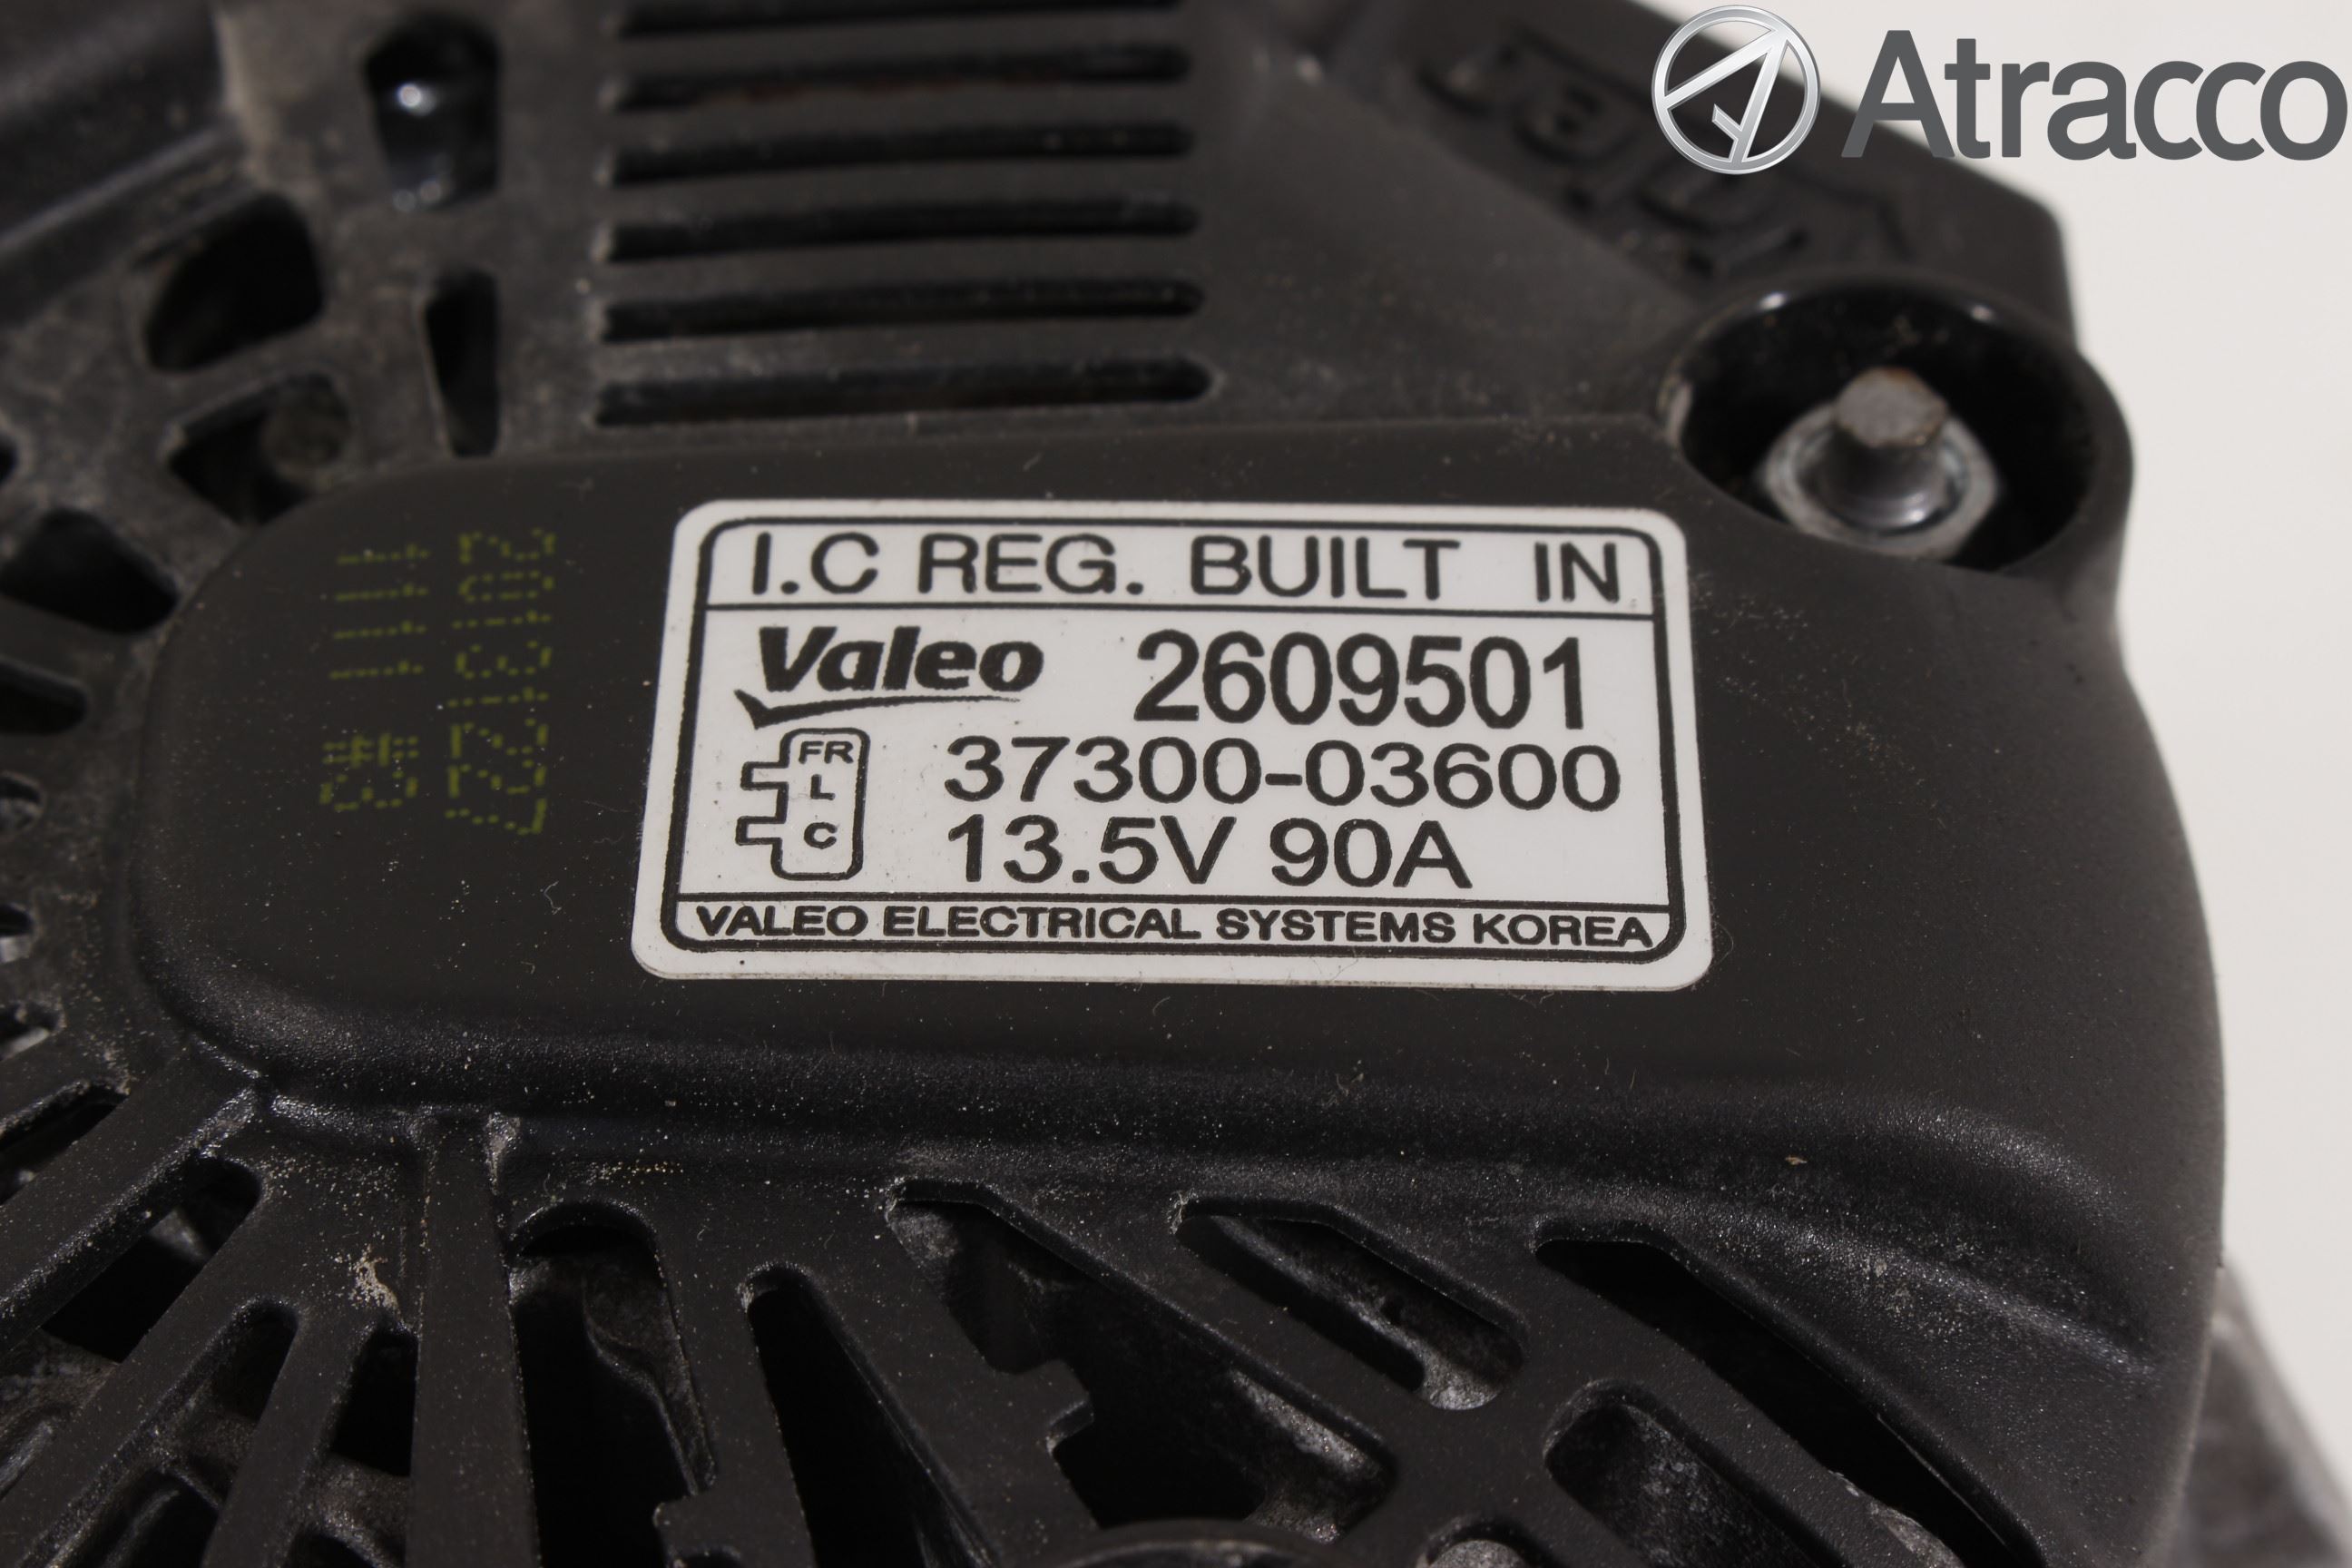 Atracco
I.C REG. BUILT IN
Valeo 2609501
FR
L
C
37300-03600
13.5V 90A
VALEO ELECTRICAL SYSTEMS KOREA